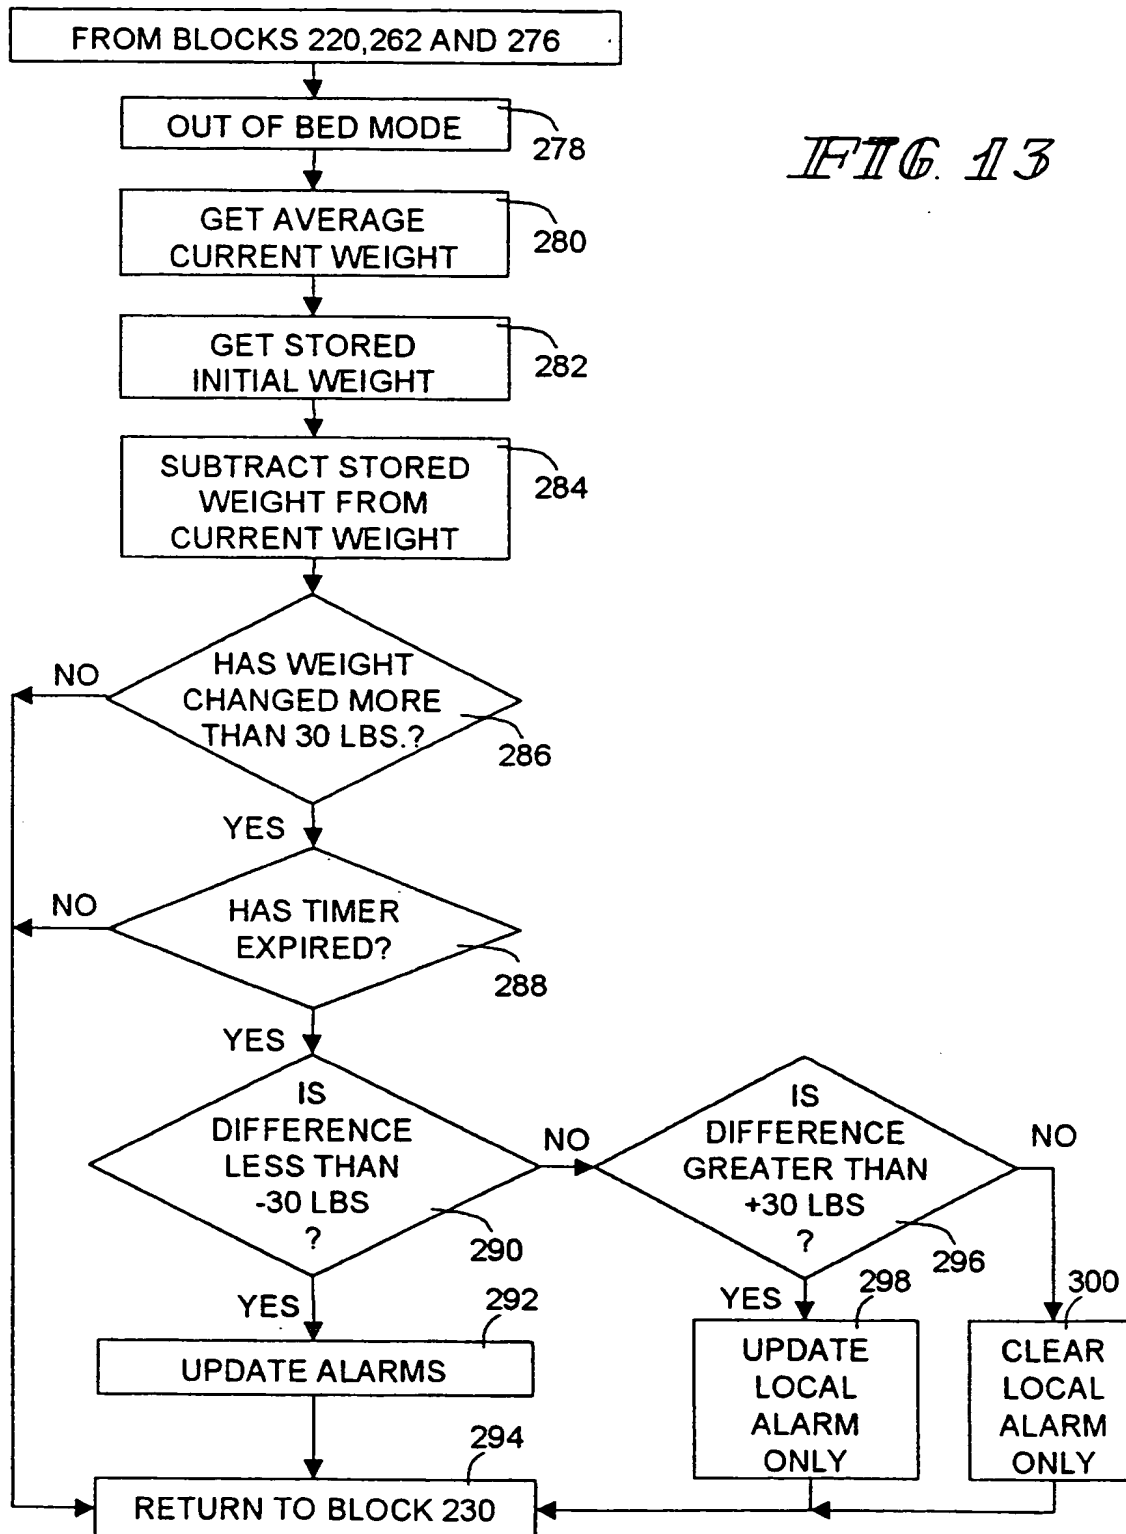 FROM BLOCKS 220,262 AND 276
OUT OF BED MODE
278
FIG. 13
GET AVERAGE
CURRENT WEIGHT
280
GET STORED
INITIAL WEIGHT
282
SUBTRACT STORED
WEIGHT FROM
CURRENT WEIGHT
284
HAS WEIGHT
CHANGED MORE
THAN 30 LBS.?
286
NO
YES
HAS TIMER
EXPIRED?
288
NO
YES
IS
DIFFERENCE
LESS THAN
-30 LBS
?
290
NO
IS
DIFFERENCE
GREATER THAN
+30 LBS
?
296
NO
YES
292
UPDATE ALARMS
YES
298
UPDATE
LOCAL
ALARM
ONLY
300
CLEAR
LOCAL
ALARM
ONLY
294
RETURN TO BLOCK 230